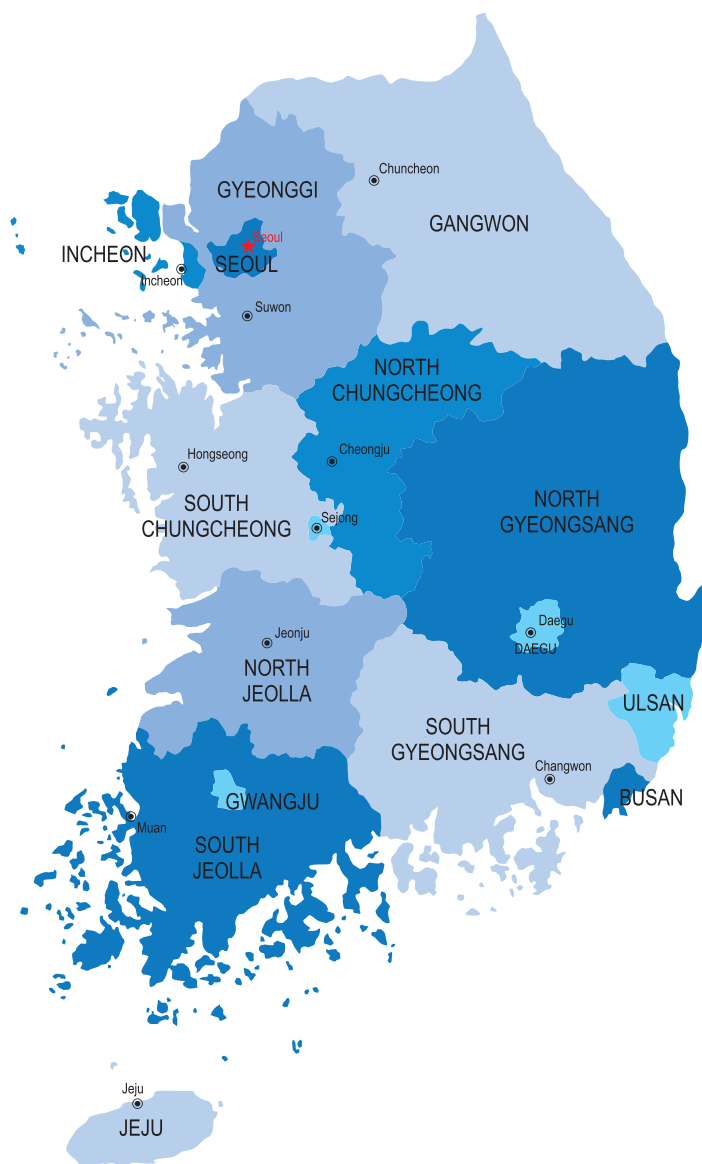 Chuncheon
GYEONGGI
GANGWON
Seoul
INCHEON
SEOUL
Incheon
Suwon
NORTH
CHUNGCHEONG
Cheongju
Hongseong
SOUTH
CHUNGCHEONG
Sejong
NORTH
GYEONGSANG
Daegu
DAEGU
Jeonju
NORTH
JEOLLA
ULSAN
SOUTH
GYEONGSANG
Changwon
BUSAN
GWANGJU
Muan
SOUTH
JEOLLA
Jeju
JEJU